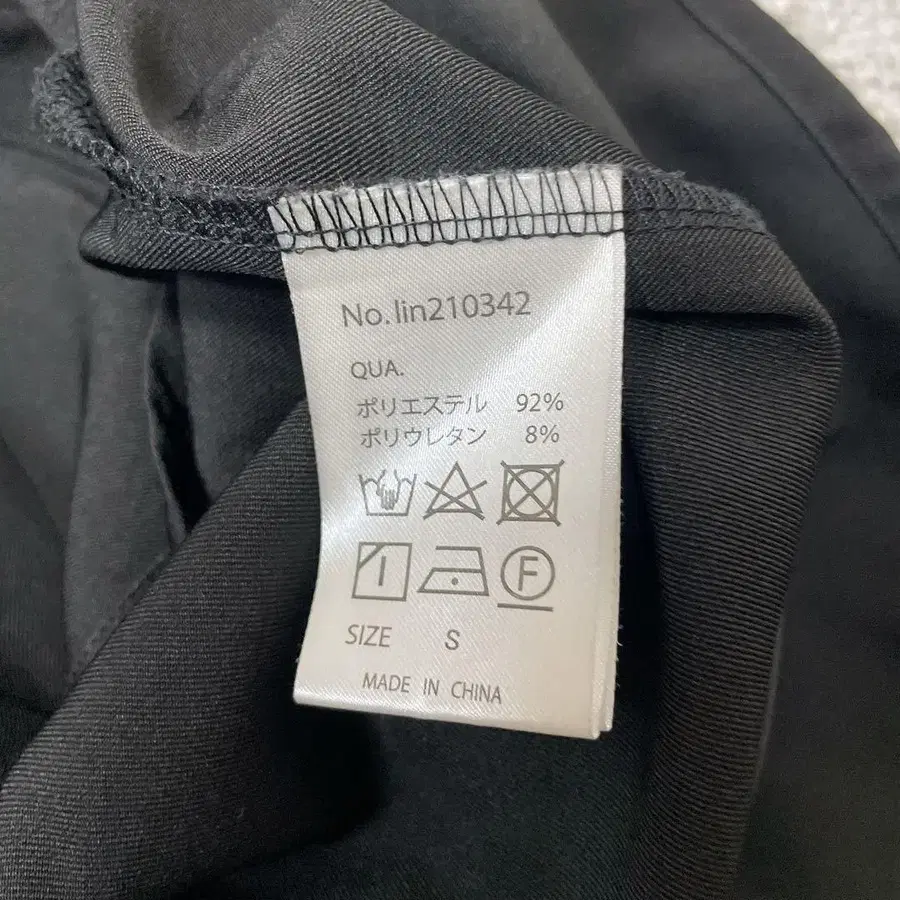 No.lin210342
QUA.
ポリエステル 92%
ポリウレタン 8%
F
SIZE S
MADE IN CHINA